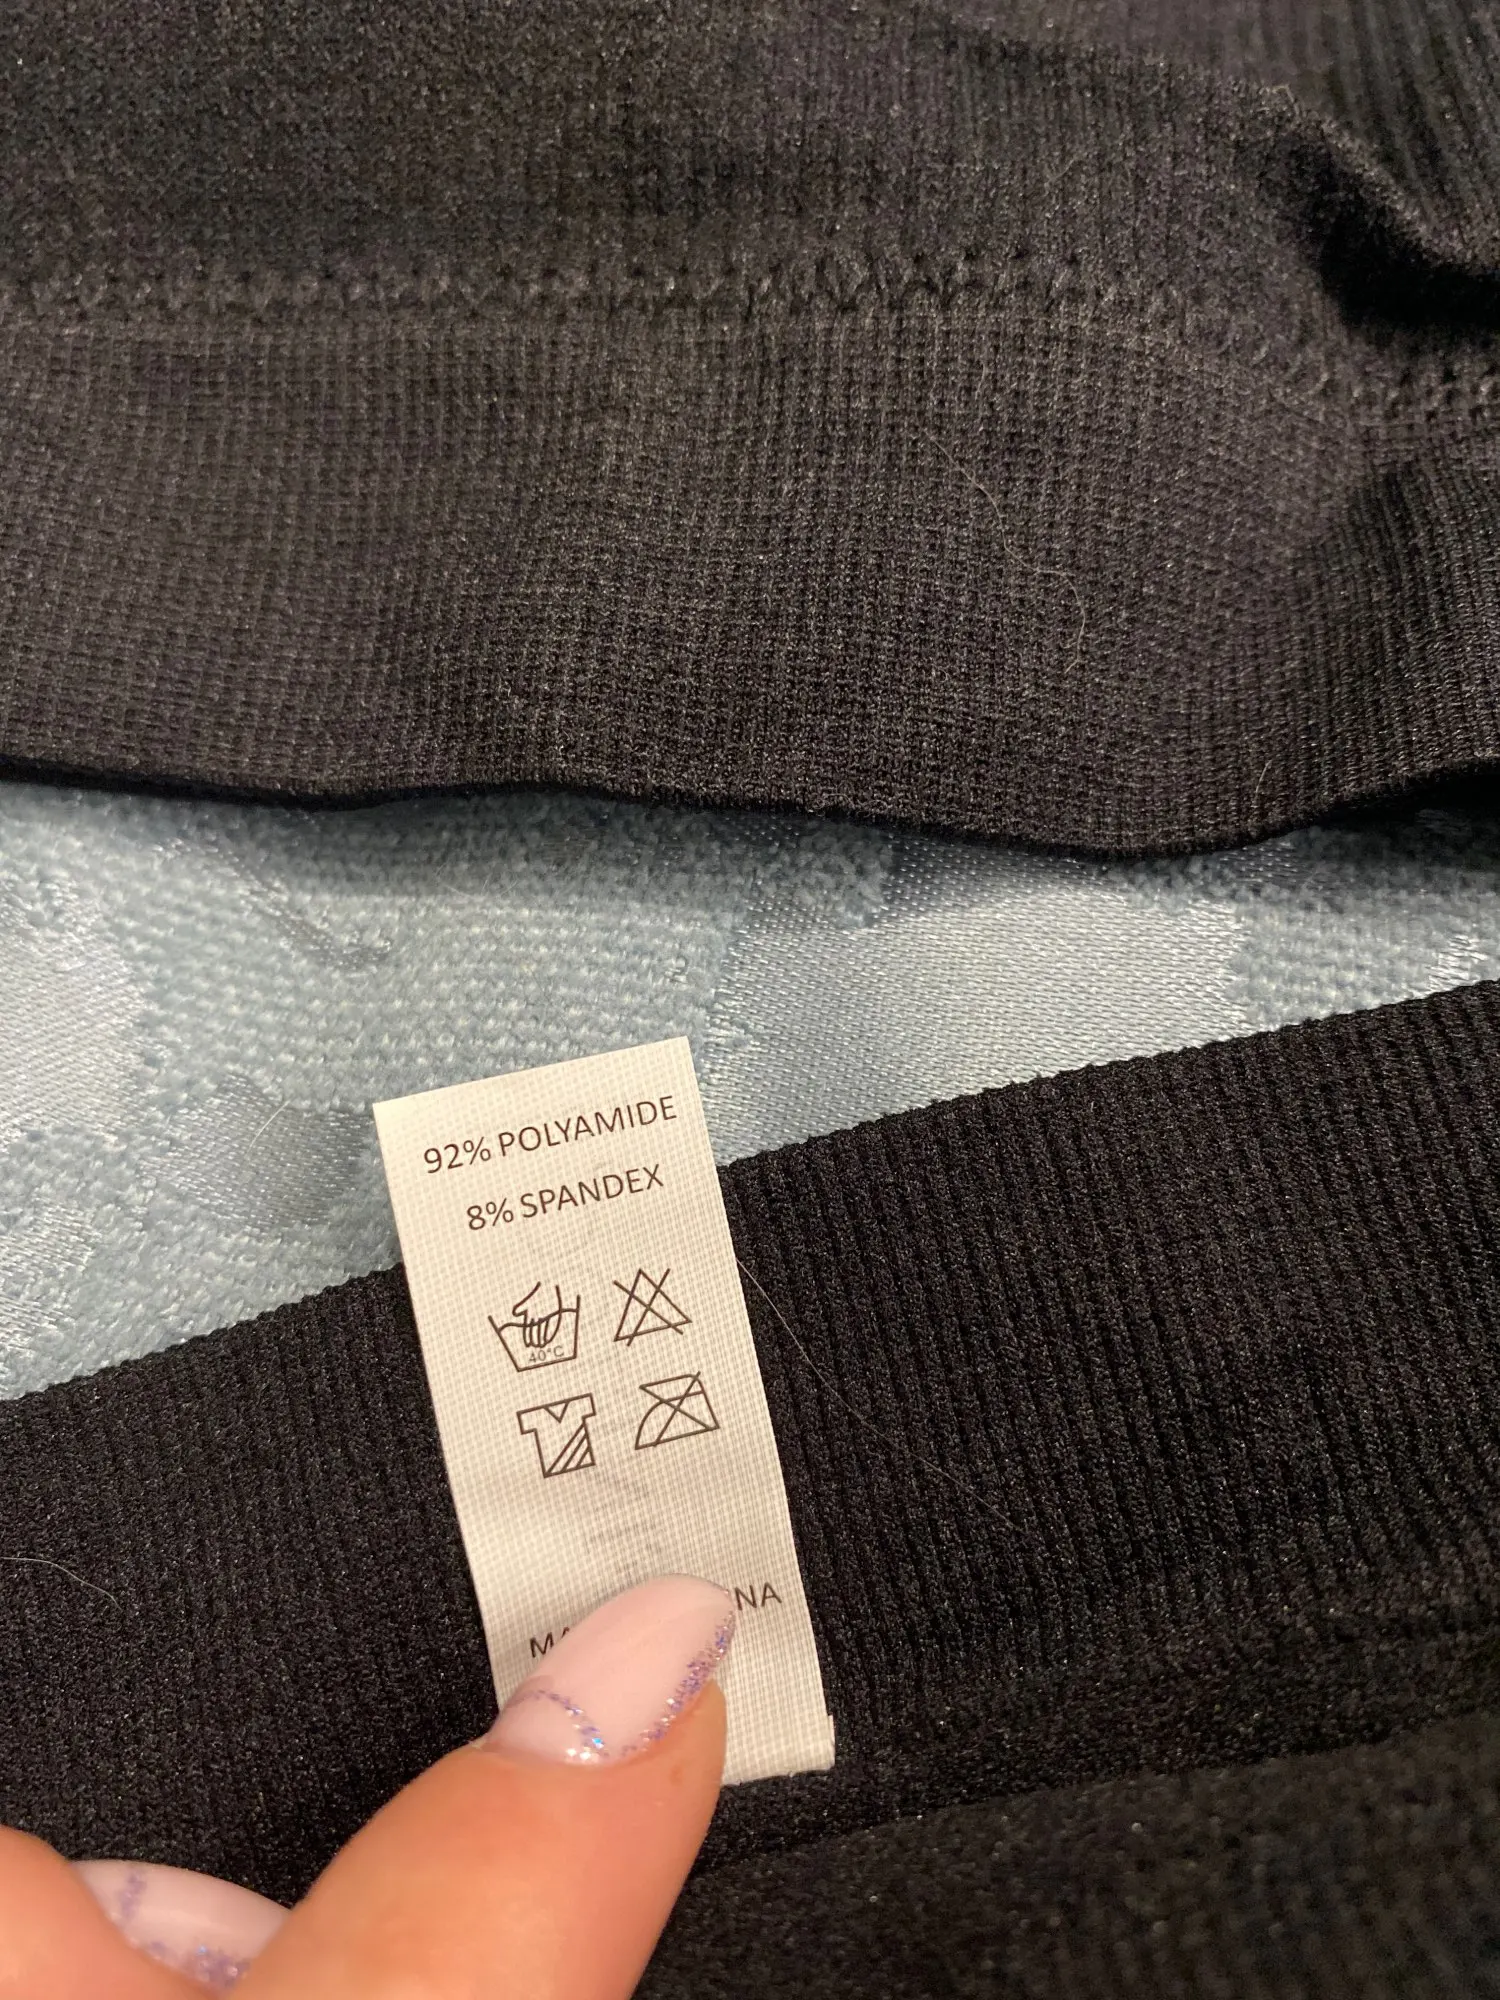 92% POLYAMIDE
8% SPANDEX
40°C